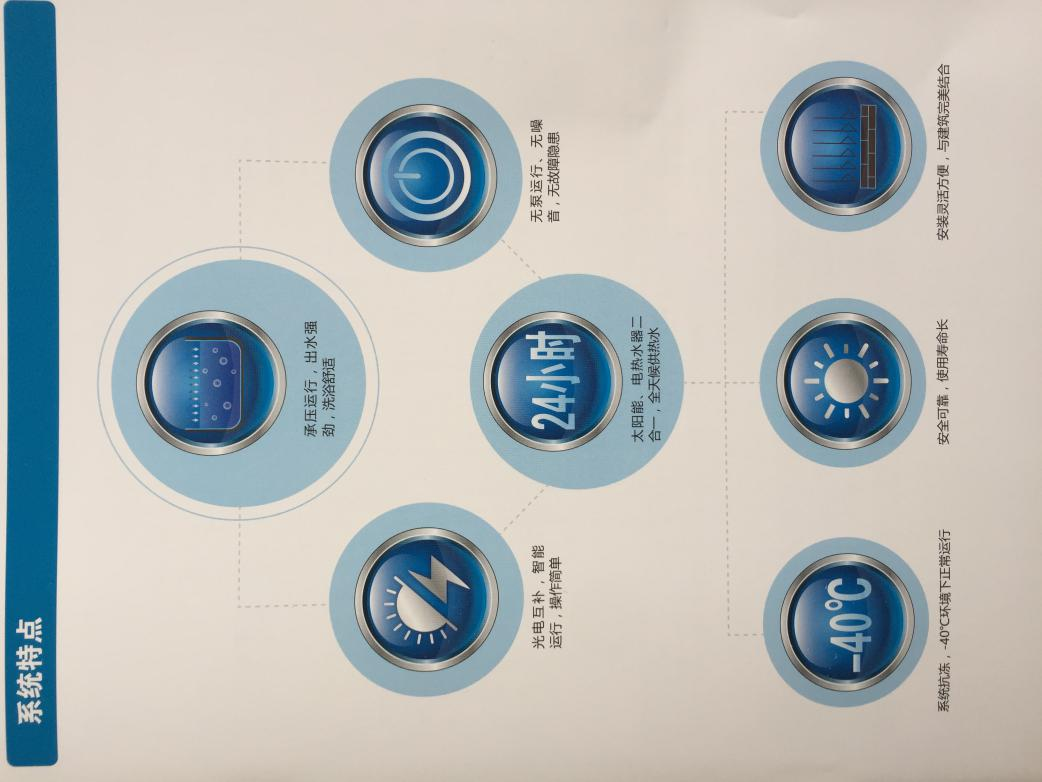 系统特点
承压运行，出水强
劲，洗浴舒适
光电互补，智能
运行，操作简单
无泵运行、无噪
音，无故障隐患
24小时
太阳能、电热水器二
合一，全天候供热水
-40℃
系统抗冻，-40℃环境下正常运行
安全可靠，使用寿命长
安装灵活方便，与建筑完美结合